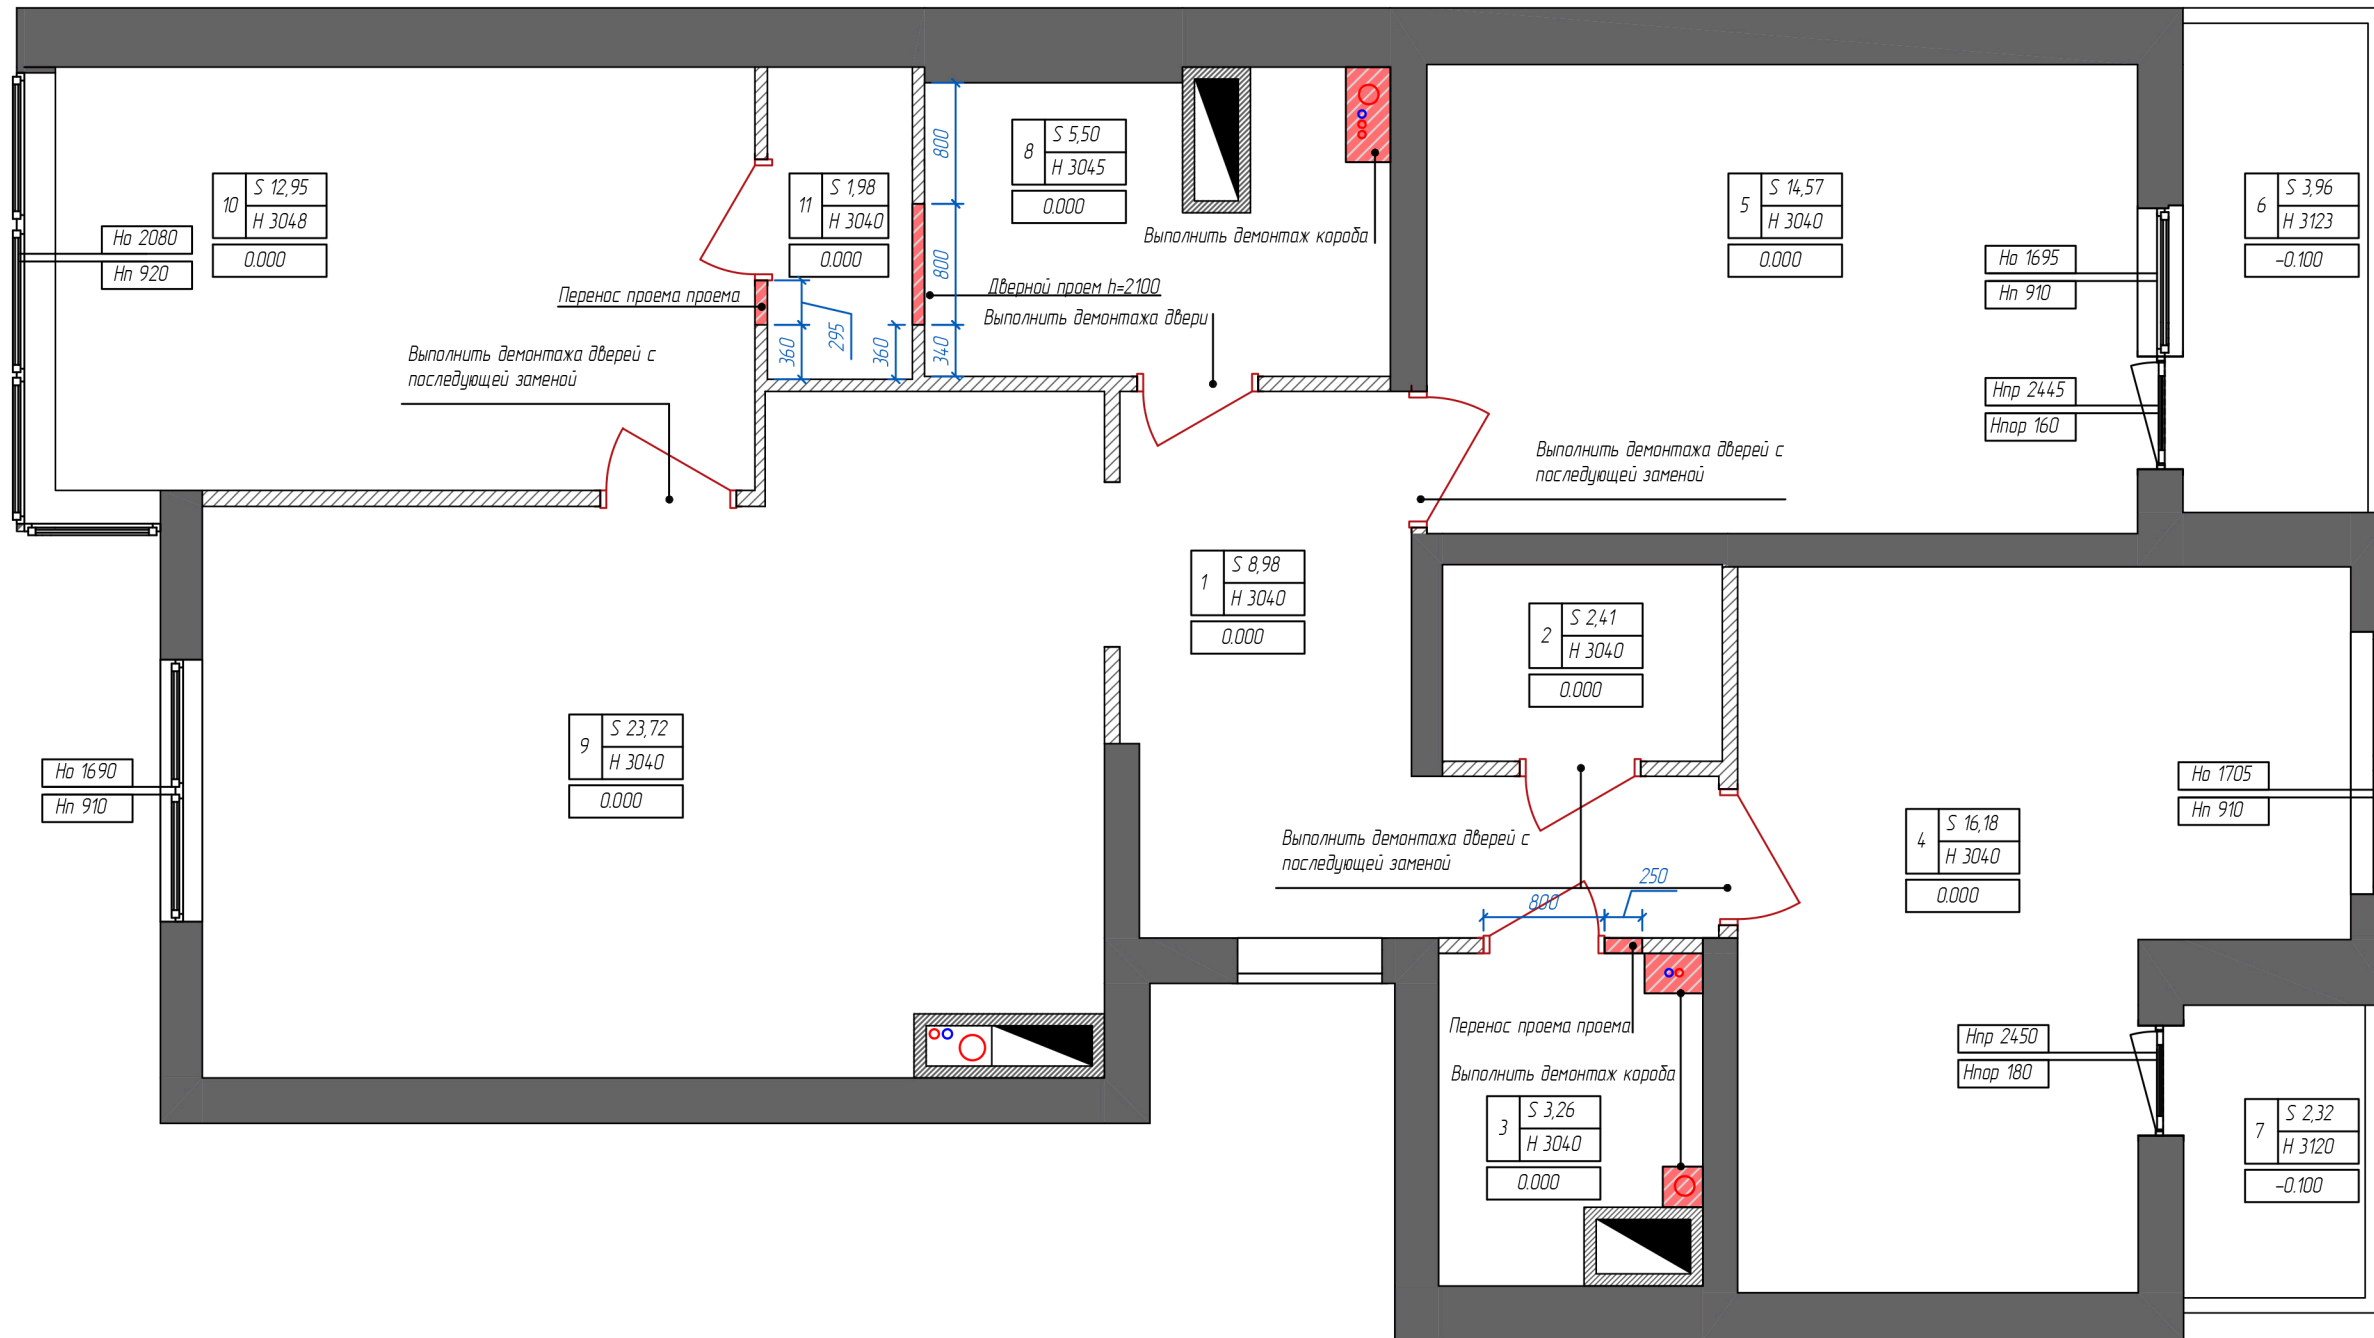 10
S 12,95
H 3048
0.000
Но 2080
Нп 920
11
S 1,98
H 3040
0.000
8
S 5,50
H 3045
0.000
800
800
340
360
295
360
Выполнить демонтаж короба
Дверной проем h=2100
Выполнить демонтажа двери
Перенос проема проема
Выполнить демонтажа дверей с
последующей заменой
5
S 14,57
H 3040
0.000
Но 1695
Нп 910
Нпр 2445
Нпор 160
6
S 3,96
H 3123
-0.100
Выполнить демонтажа дверей с
последующей заменой
1
S 8,98
H 3040
0.000
2
S 2,41
H 3040
0.000
9
S 23,72
H 3040
0.000
Но 1690
Нп 910
Выполнить демонтажа дверей с
последующей заменой
800
250
4
S 16,18
H 3040
0.000
Но 1705
Нп 910
Перенос проема проема
Выполнить демонтаж короба
3
S 3,26
H 3040
0.000
Нпр 2450
Нпор 180
7
S 2,32
H 3120
-0.100